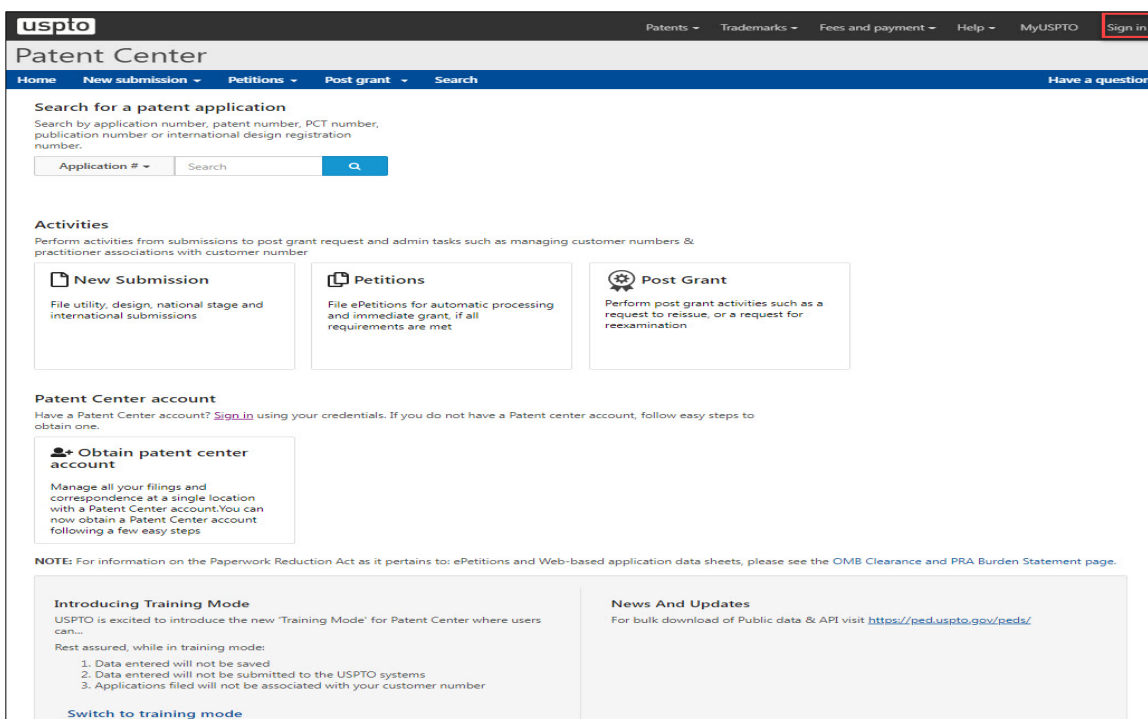 uspto
Patents Trademarks Fees and payment Help MyUSPTO Sign in
Patent Center
Home New submission Petitions Post grant Search Have a question
Search for a patent application
Search by application number, patent number, PCT number,
publication number or international design registration
number.
Application # Search
Activities
Perform activities from submissions to post grant request and admin tasks such as managing customer numbers &
practitioner associations with customer number
New Submission
File utility, design, national stage and
international submissions
Petitions
File ePetitions for automatic processing
and immediate grant, if all
requirements are met
Post Grant
Perform post grant activities such as a
request to reissue, or a request for
reexamination
Patent Center account
Have a Patent Center account? Sign in using your credentials. If you do not have a Patent center account, follow easy steps to
obtain one.
Obtain patent center
account
Manage all your filings and
correspondence at a single location
with a Patent Center account.You can
now obtain a Patent Center account
following a few easy steps
NOTE: For information on the Paperwork Reduction Act as it pertains to: ePetitions and Web-based application data sheets, please see the OMB Clearance and PRA Burden Statement page.
Introducing Training Mode
USPTO is excited to introduce the new 'Training Mode' for Patent Center where users
can...
Rest assured, while in training mode:
1. Data entered will not be saved
2. Data entered will not be submitted to the USPTO systems
3. Applications filed will not be associated with your customer number
Switch to training mode
News And Updates
For bulk download of Public data & API visit https://ped.uspto.gov/peds/